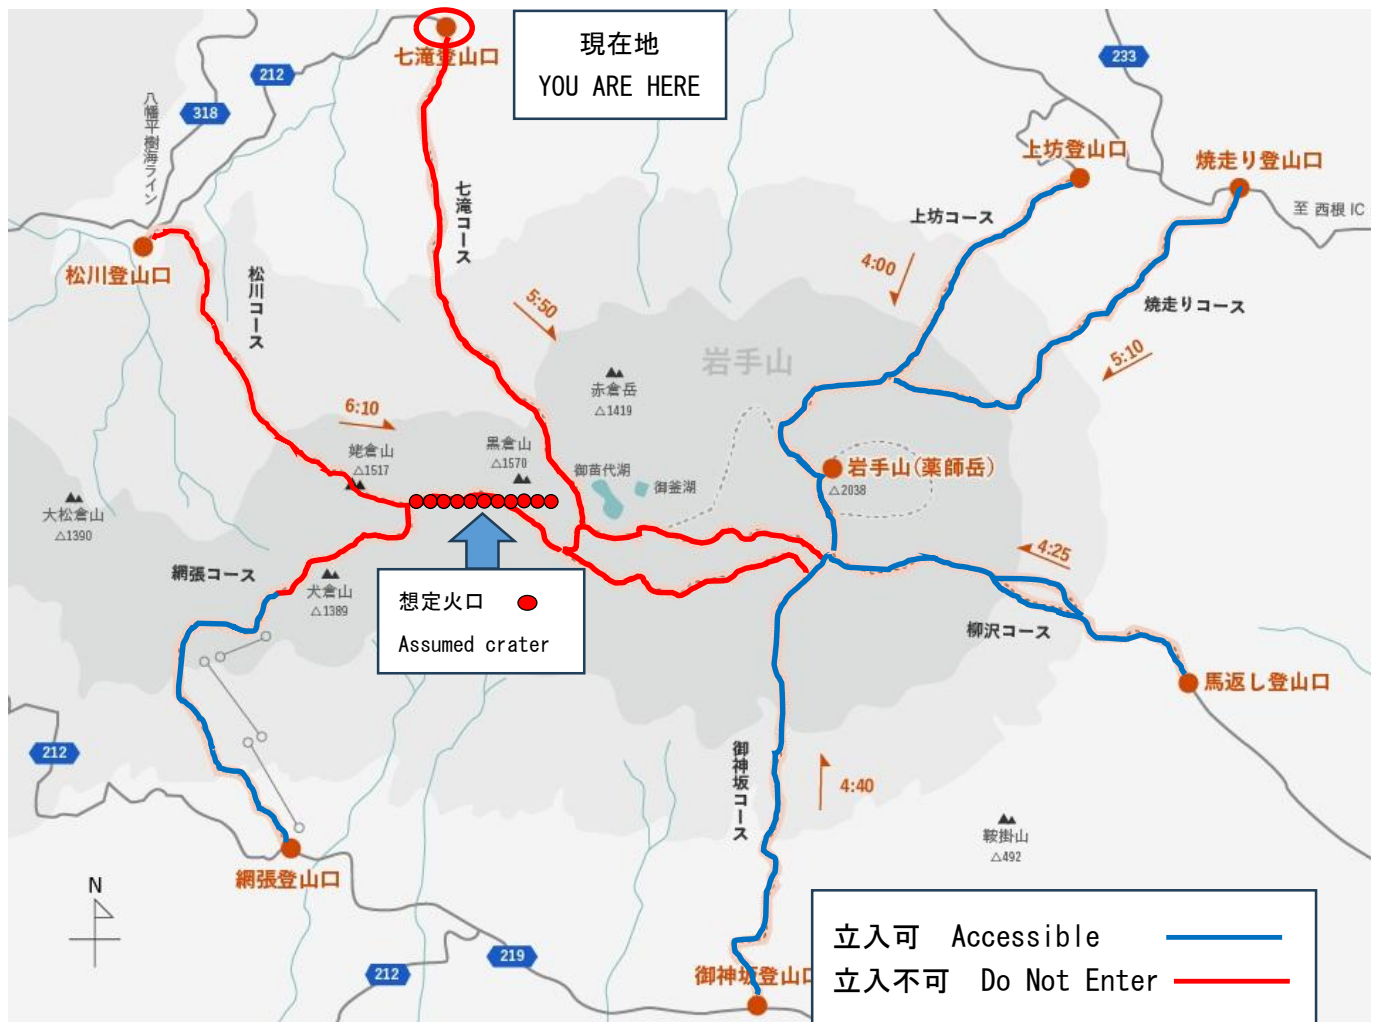 現在地
YOU ARE HERE
七滝登山口
212
318
233
八幡平樹海ライン
上坊登山口
焼走り登山口
至 西根 IC
七滝コース
上坊コース
松川登山口
松川コース
4:00
焼走りコース
5:50
5:10
岩手山
赤倉岳
△1419
6:10
姥倉山
△1517
黒倉山
△1570
御苗代湖
御釜湖
岩手山(薬師岳)
△2038
大松倉山
△1390
4:25
網張コース
犬倉山
△1389
想定火口
Assumed crater
柳沢コース
馬返し登山口
212
御神坂コース
4:40
鞍掛山
△492
網張登山口
N
219
212
御神坂登山口
立入可 Accessible
立入不可 Do Not Enter